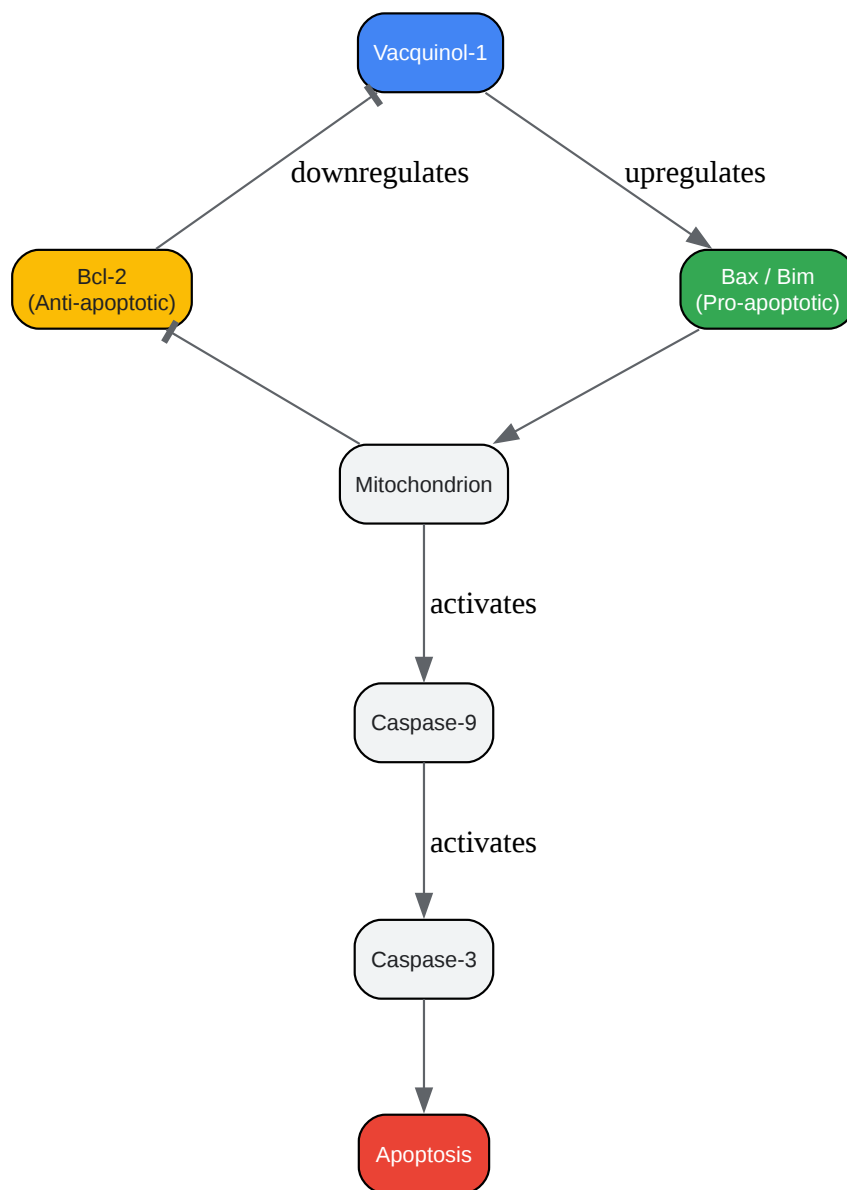 Vacquinol-1
downregulates
upregulates
Bcl-2
(Anti-apoptotic)
Bax / Bim
(Pro-apoptotic)
Mitochondrion
activates
Caspase-9
activates
Caspase-3
Apoptosis